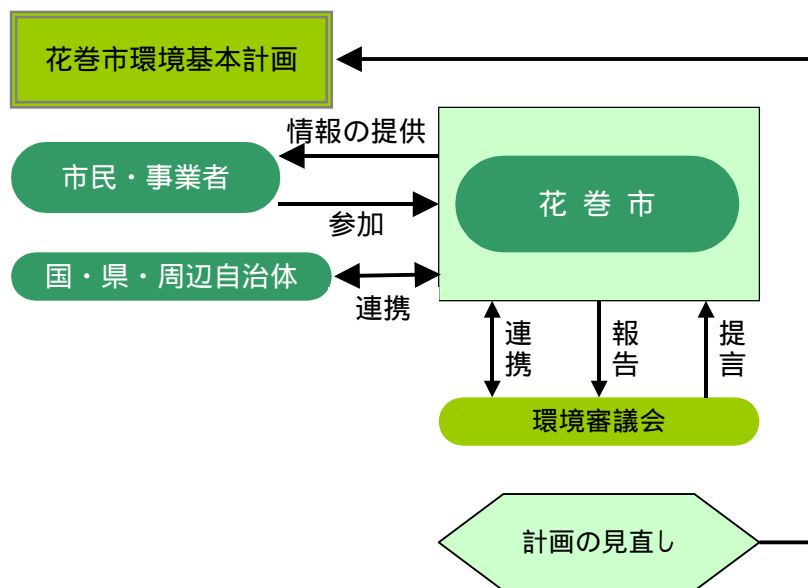 花巻市環境基本計画
情報の提供
市民・事業者
花巻市
参加
国・県・周辺自治体
連携
連携
報告
提言
環境審議会
計画の見直し